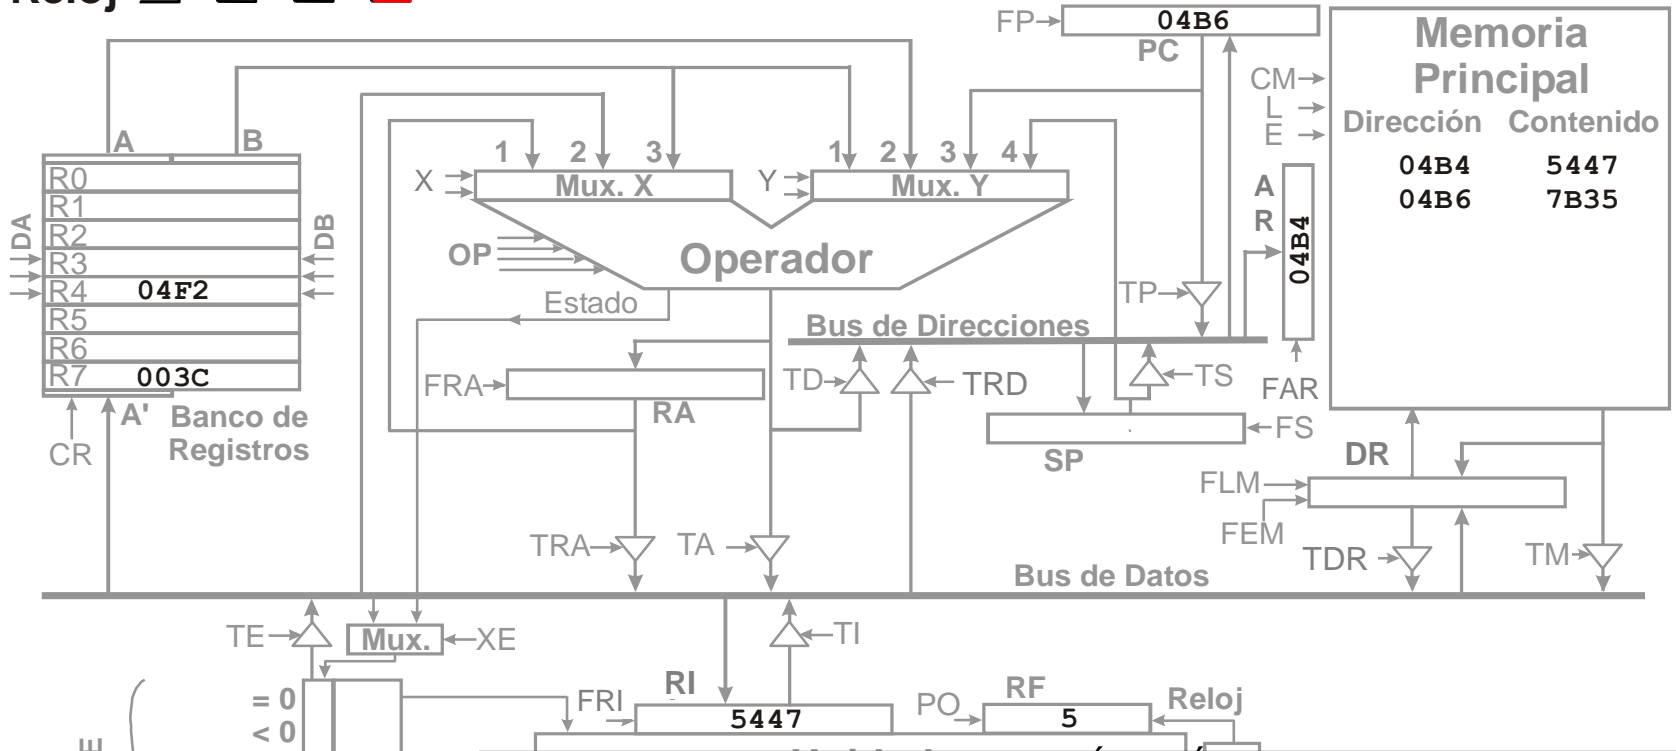 Reloj
FP
04B6
PC
Memoria
Principal
Dirección Contenido
04B4 5447
04B6 7B35
CM
L
E
A B
R0
R1
R2
R3
R4 04F2
R5
R6
R7 003C
DA
DB
A'
CR
Banco de
Registros
1 2 3
1 2 3 4
X
Mux. X
Y
Mux. Y
OP
Operador
Estado
A
R
04B4
FAR
TP
Bus de Direcciones
FRA
RA
TD
TRD
TS
SP
FS
DR
FLM
FEM
TRA
TA
TDR
TM
Bus de Datos
TE
Mux.
XE
TI
= 0
< 0
E
FRI
RI
5447
PO
RF
5
Reloj